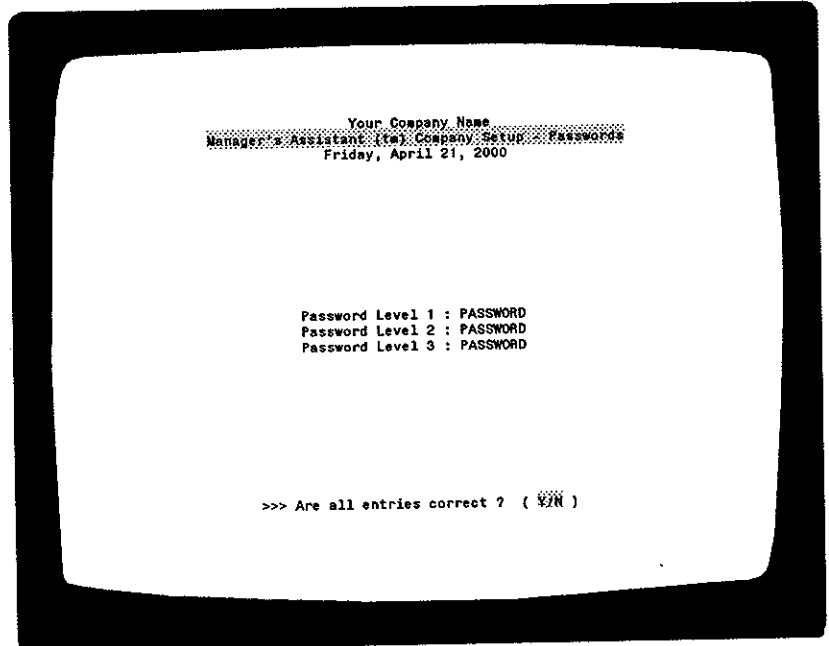 Your Company Name
Manager's Assistant (tm) Company Setup - Passwords
Friday, April 21, 2000
Password Level 1 : PASSWORD
Password Level 2 : PASSWORD
Password Level 3 : PASSWORD
>>> Are all entries correct ? ( Y/N )